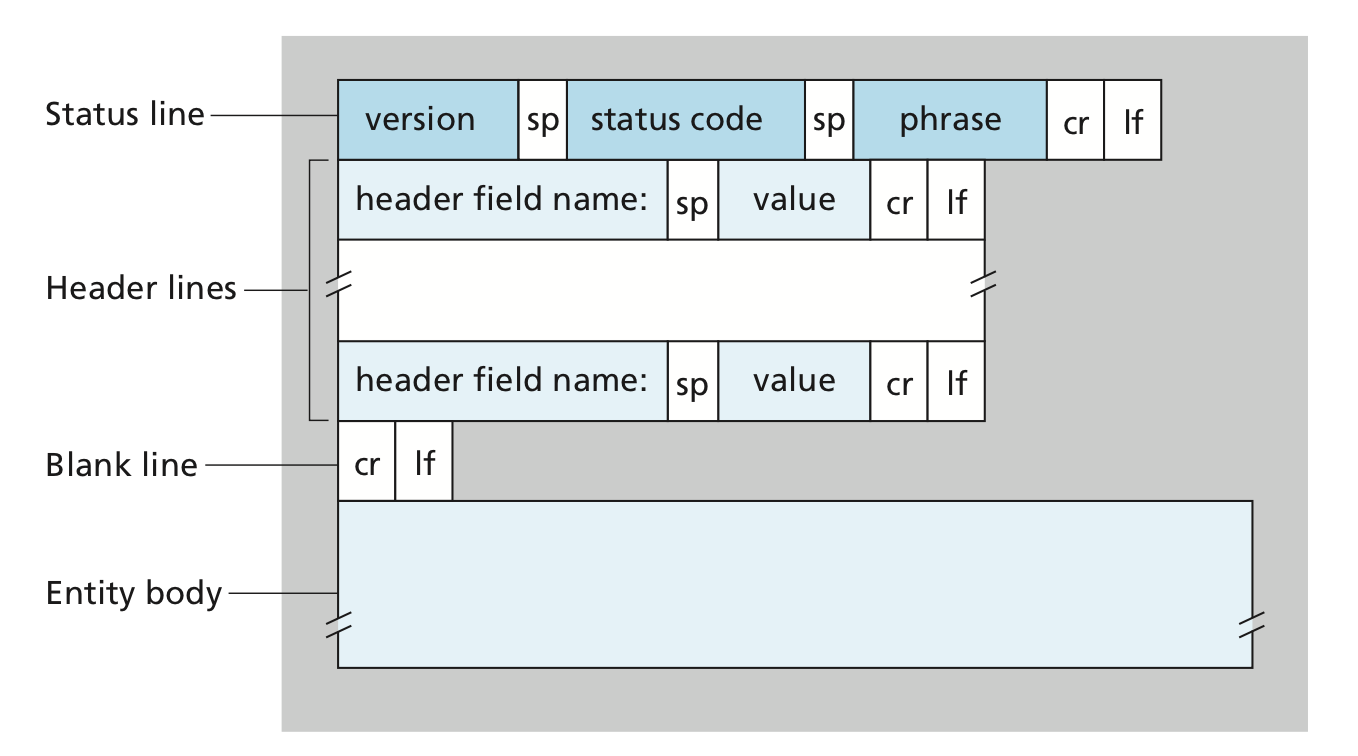 Status line version sp status code sp phrase cr lf
header field name: sp value cr lf
Header lines
header field name: sp value cr lf
Blank line cr lf
Entity body